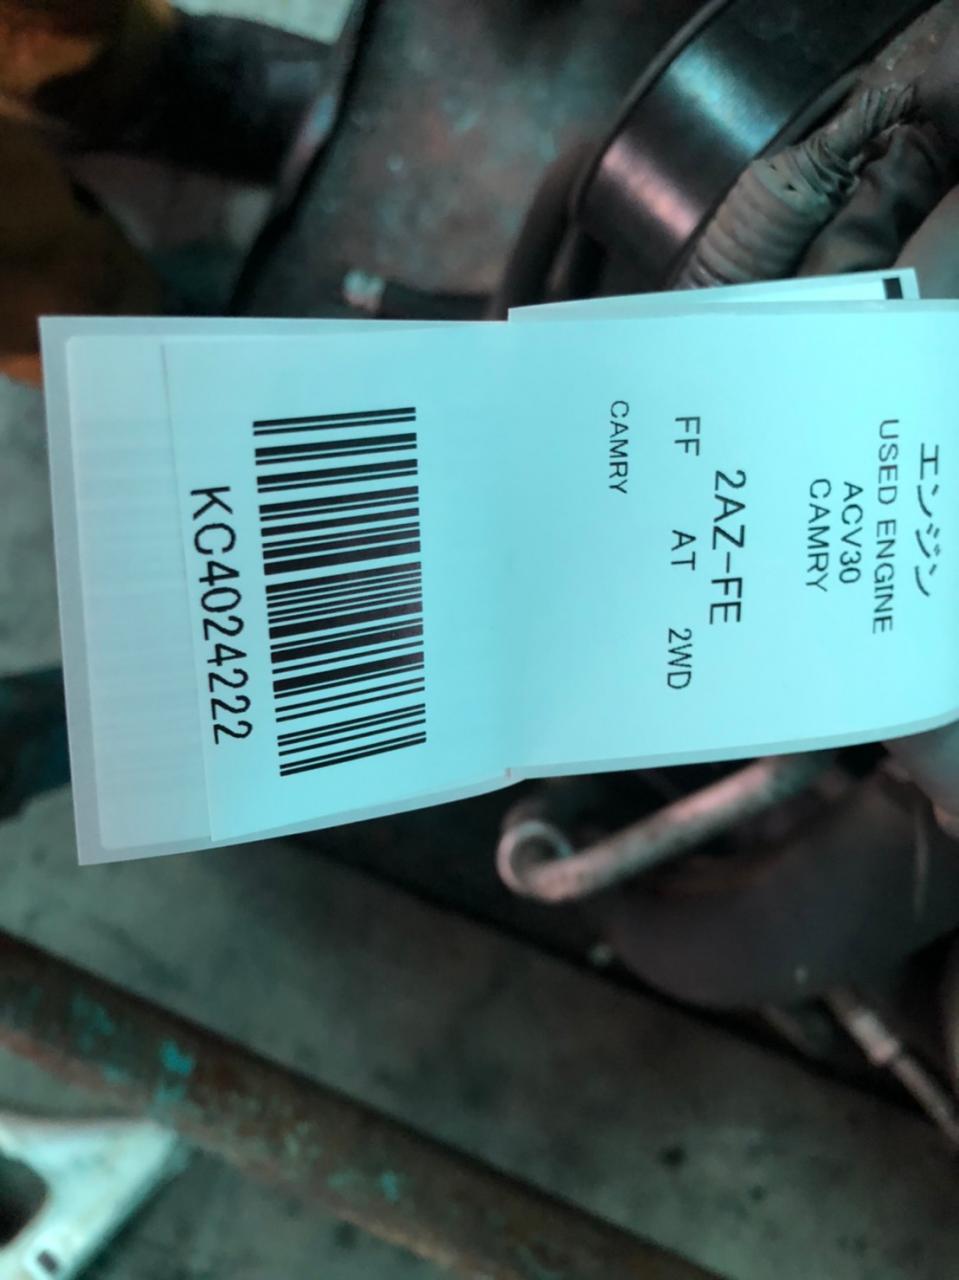 エンジン
USED ENGINE
ACV30
CAMRY
2AZ-FE
FF AT 2WD
CAMRY
KC4024222